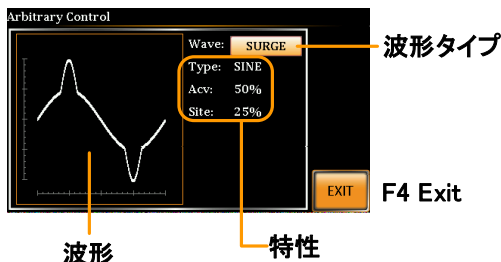 Arbitrary Control
Wave: SURGE
波形タイプ
Type: SINE
Acv: 50%
Site: 25%
EXIT
F4 Exit
波形
特性